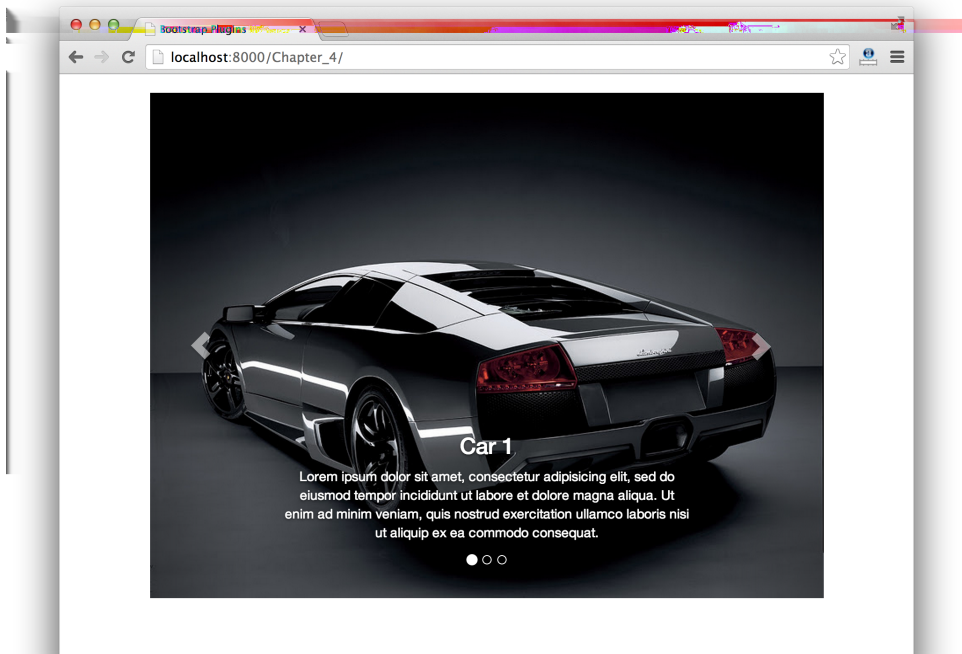 Bootstrap Plugins
localhost:8000/Chapter_4/
Car 1
Lorem ipsum dolor sit amet, consectetur adipisicing elit, sed do
eiusmod tempor incididunt ut labore et dolore magna aliqua. Ut
enim ad minim veniam, quis nostrud exercitation ullamco laboris nisi
ut aliquip ex ea commodo consequat.